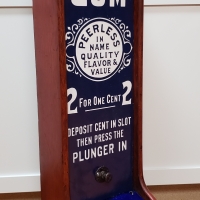 GUM
PEERLESS
IN
NAME
QUALITY
FLAVOR &
VALUE
2 FOR ONE CENT 2
DEPOSIT CENT IN SLOT
THEN PRESS THE
PLUNGER IN